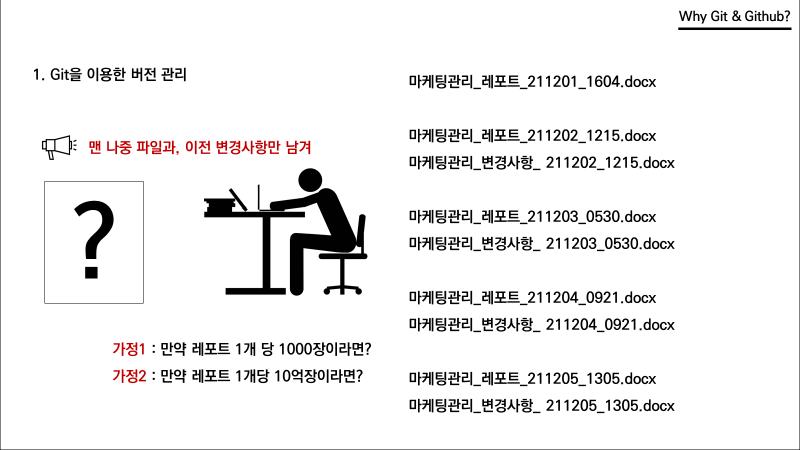 Why Git & Github?
1. Git을 이용한 버전 관리
맨 나중 파일과, 이전 변경사항만 남겨
?
가정1 : 만약 레포트 1개 당 1000장이라면?
가정2 : 만약 레포트 1개당 10억장이라면?
마케팅관리_레포트_211201_1604.docx
마케팅관리_레포트_211202_1215.docx
마케팅관리_변경사항_ 211202_1215.docx
마케팅관리_레포트_211203_0530.docx
마케팅관리_변경사항_ 211203_0530.docx
마케팅관리_레포트_211204_0921.docx
마케팅관리_변경사항_ 211204_0921.docx
마케팅관리_레포트_211205_1305.docx
마케팅관리_변경사항_ 211205_1305.docx